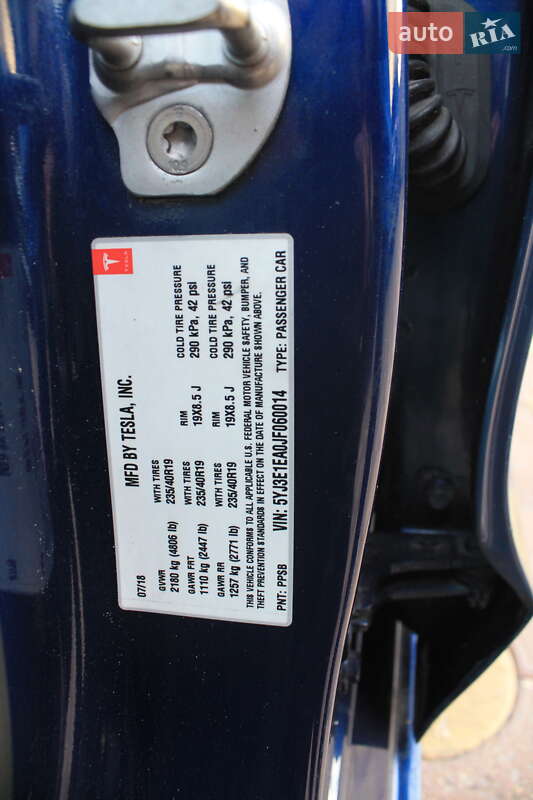 auto RIA .com
TESLA
MFD BY TESLA, INC.
07/18
GVWR WITH TIRES RIM COLD TIRE PRESSURE
2180 kg (4806 lb) 235/40R19 19X8.5 J 290 kPa, 42 psi
GAWR FRT WITH TIRES RIM COLD TIRE PRESSURE
1110 kg (2447 lb) 235/40R19 19X8.5 J 290 kPa, 42 psi
GAWR RR WITH TIRES
1257 kg (2771 lb) 235/40R19
THIS VEHICLE CONFORMS TO ALL APPLICABLE U.S. FEDERAL MOTOR VEHICLE SAFETY, BUMPER, AND
THEFT PREVENTION STANDARDS IN EFFECT ON THE DATE OF MANUFACTURE SHOWN ABOVE.
PNT: PPSB VIN: 5YJ3E1EA0JF060014 TYPE: PASSENGER CAR